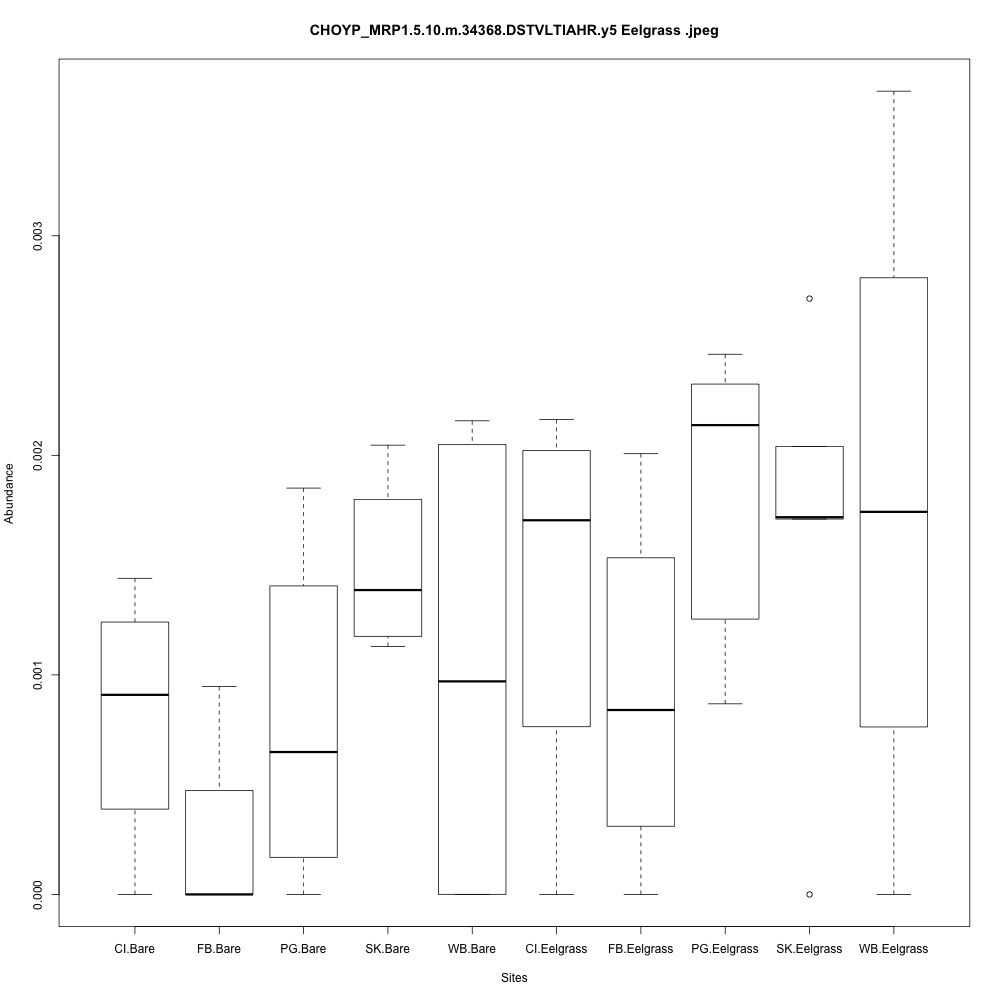 CHOYP_MRP1.5.10.m.34368.DSTVLTIAHR.y5 Eelgrass .jpeg
Abundance
0.003
0.002
0.001
0.000
CI.Bare FB.Bare PG.Bare SK.Bare WB.Bare CI.Eelgrass FB.Eelgrass PG.Eelgrass SK.Eelgrass WB.Eelgrass
Sites